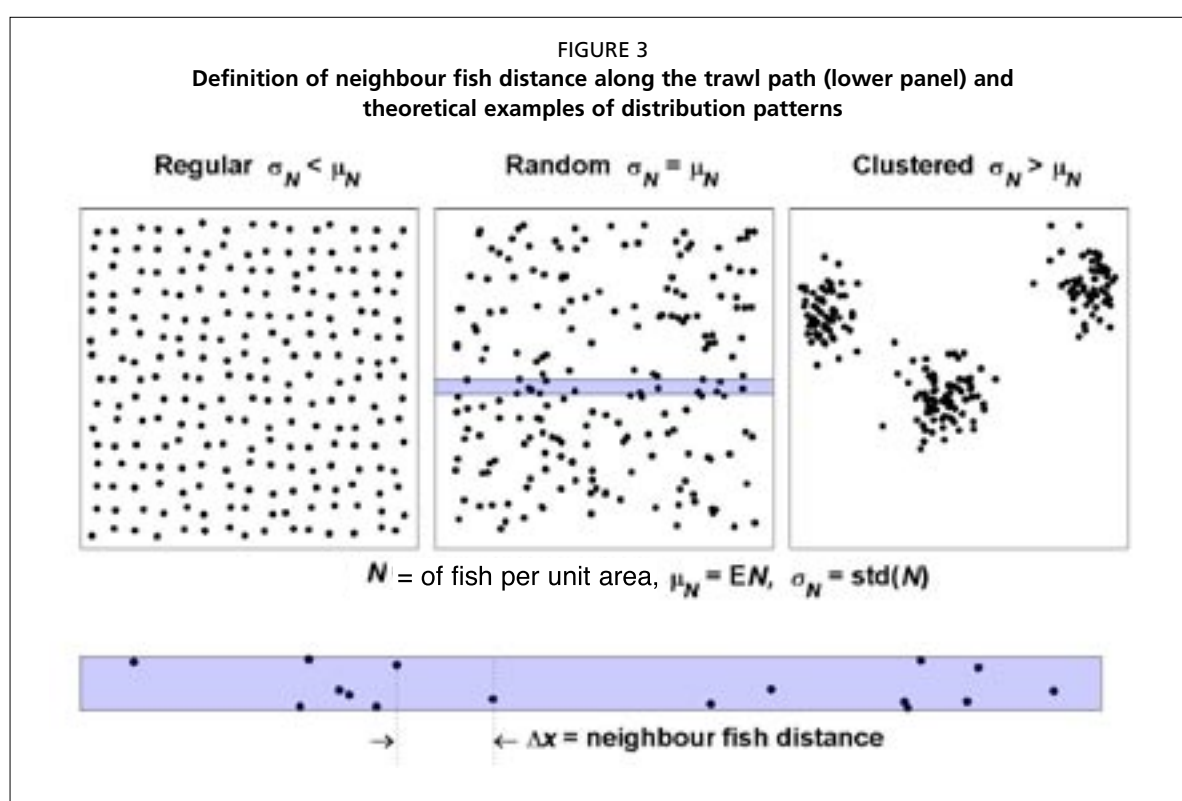 FIGURE 3
Definition of neighbour fish distance along the trawl path (lower panel) and
theoretical examples of distribution patterns
Regular σN < μN
Random σN = μN
Clustered σN > μN
N = of fish per unit area, μN = EN, σN = std(N)
→ ← Δx = neighbour fish distance